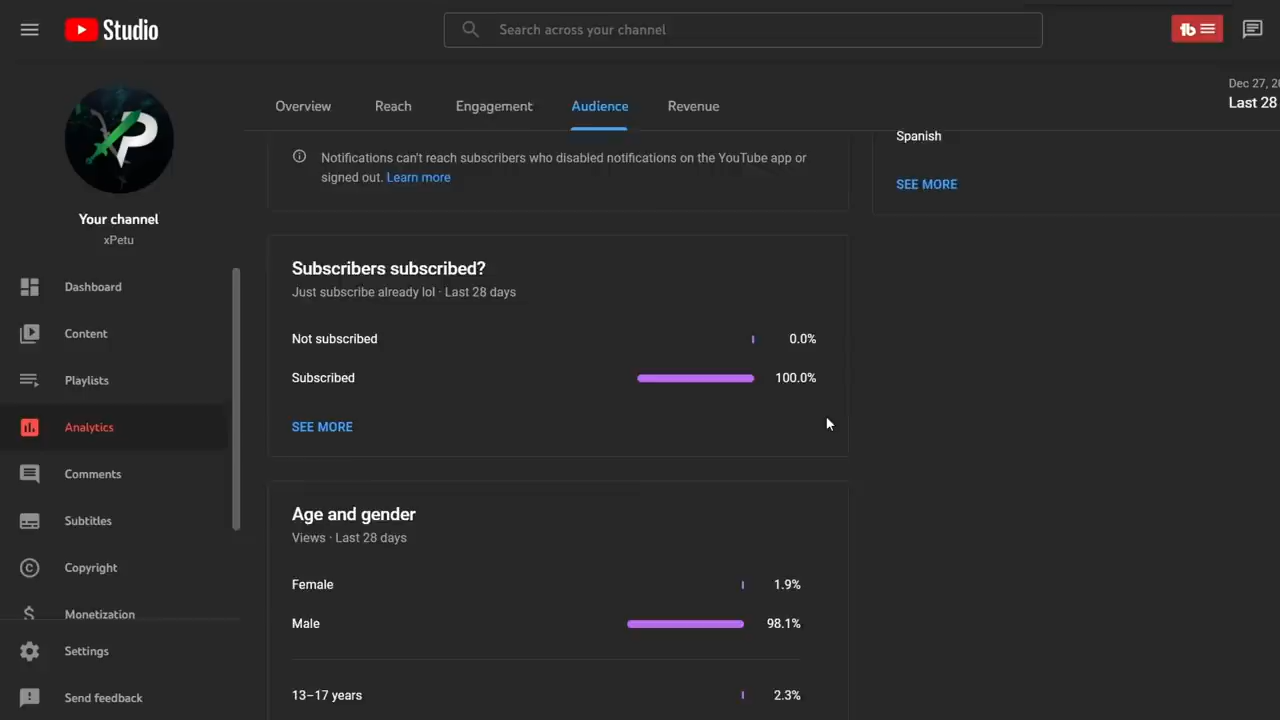 Studio
Search across your channel
Overview
Reach
Engagement
Audience
Revenue
Dec 27, 20
Last 28
Your channel
xPetu
Dashboard
Content
Playlists
Analytics
Comments
Subtitles
Copyright
Monetization
Settings
Send feedback
Notifications can't reach subscribers who disabled notifications on the YouTube app or
signed out. Learn more
Spanish
SEE MORE
Subscribers subscribed?
Just subscribe already lol · Last 28 days
Not subscribed 0.0%
Subscribed 100.0%
SEE MORE
Age and gender
Views · Last 28 days
Female 1.9%
Male 98.1%
13–17 years 2.3%